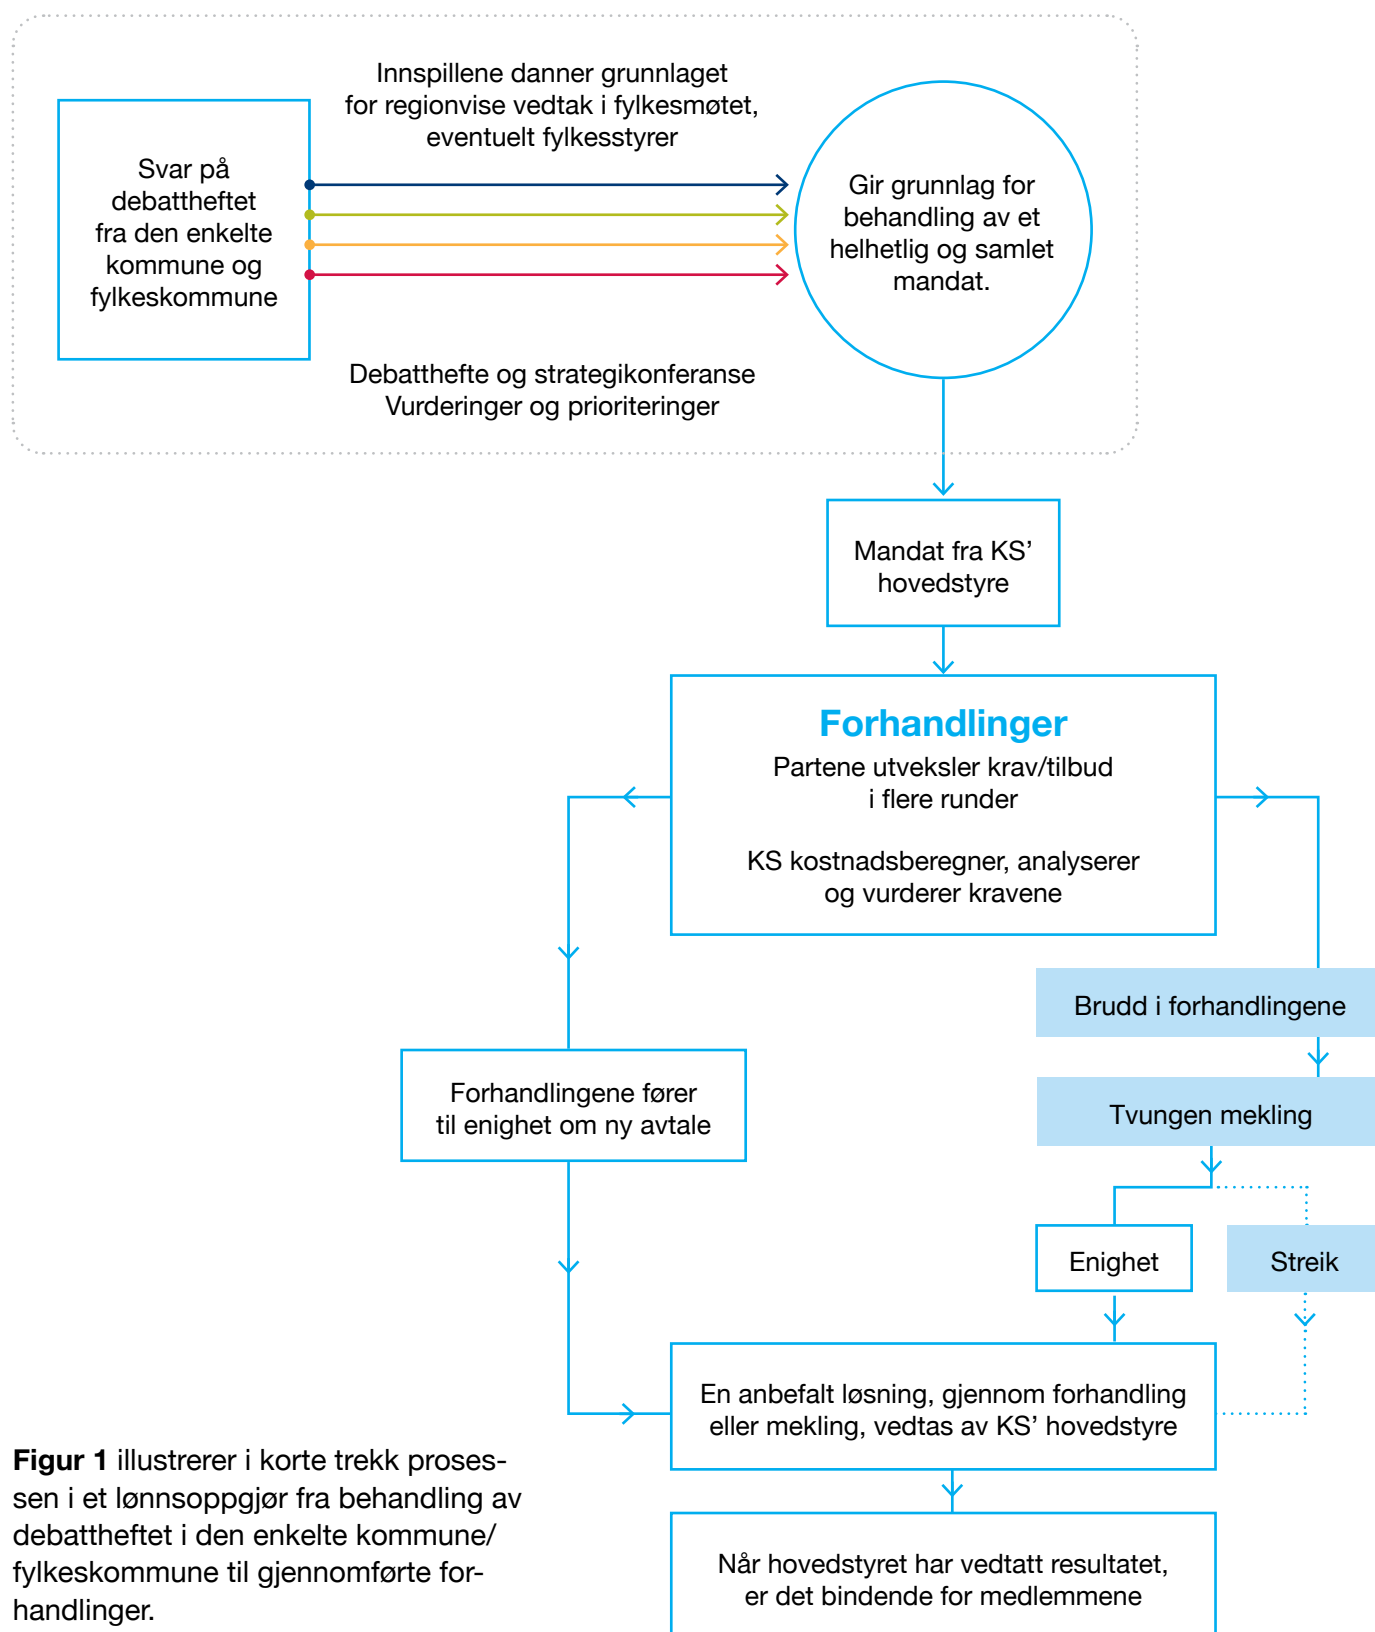 Innspillene danner grunnlaget
for regionvise vedtak i fylkesmøtet,
eventuelt fylkesstyrer
Svar på
debattheftet
fra den enkelte
kommune og
fylkeskommune
Gir grunnlag for
behandling av et
helhetlig og samlet
mandat.
Debatthefte og strategikonferanse
Vurderinger og prioriteringer
Mandat fra KS’
hovedstyre
Forhandlinger
Partene utveksler krav/tilbud
i flere runder
KS kostnadsberegner, analyserer
og vurderer kravene
Brudd i forhandlingene
Forhandlingene fører
til enighet om ny avtale
Tvungen mekling
Enighet
Streik
En anbefalt løsning, gjennom forhandling
eller mekling, vedtas av KS’ hovedstyre
Når hovedstyret har vedtatt resultatet,
er det bindende for medlemmene
Figur 1 illustrerer i korte trekk proses-
sen i et lønnsoppgjør fra behandling av
debattheftet i den enkelte kommune/
fylkeskommune til gjennomførte for-
handlinger.